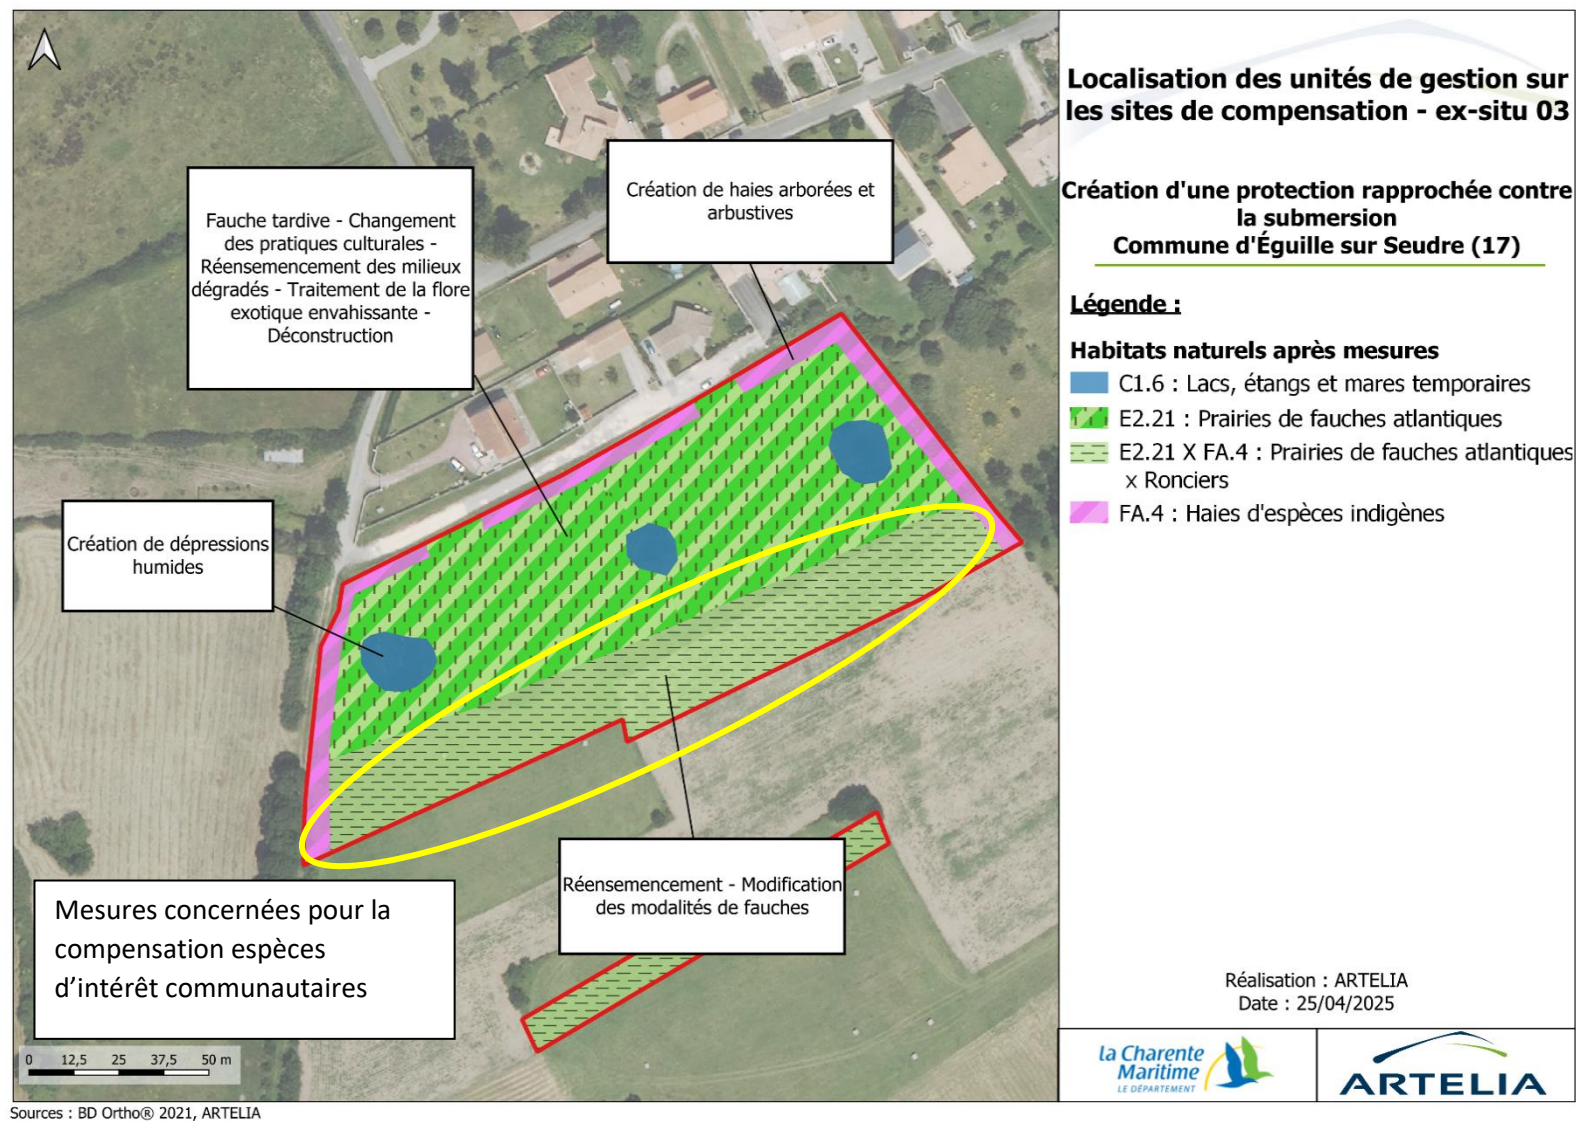 Localisation des unités de gestion sur
les sites de compensation - ex-situ 03
Création d'une protection rapprochée contre
la submersion
Commune d'Éguille sur Seudre (17)
Légende :
Habitats naturels après mesures
C1.6 : Lacs, étangs et mares temporaires
E2.21 : Prairies de fauches atlantiques
E2.21 X FA.4 : Prairies de fauches atlantiques
x Ronciers
FA.4 : Haies d'espèces indigènes
Création de haies arborées et
arbustives
Fauche tardive - Changement
des pratiques culturales -
Réensemencement des milieux
dégradés - Traitement de la flore
exotique envahissante -
Déconstruction
Création de dépressions
humides
Réensemencement - Modification
des modalités de fauches
Mesures concernées pour la
compensation espèces
d’intérêt communautaires
0 12,5 25 37,5 50 m
Réalisation : ARTELIA
Date : 25/04/2025
la Charente
Maritime
LE DÉPARTEMENT
ARTELIA
Sources : BD Ortho® 2021, ARTELIA